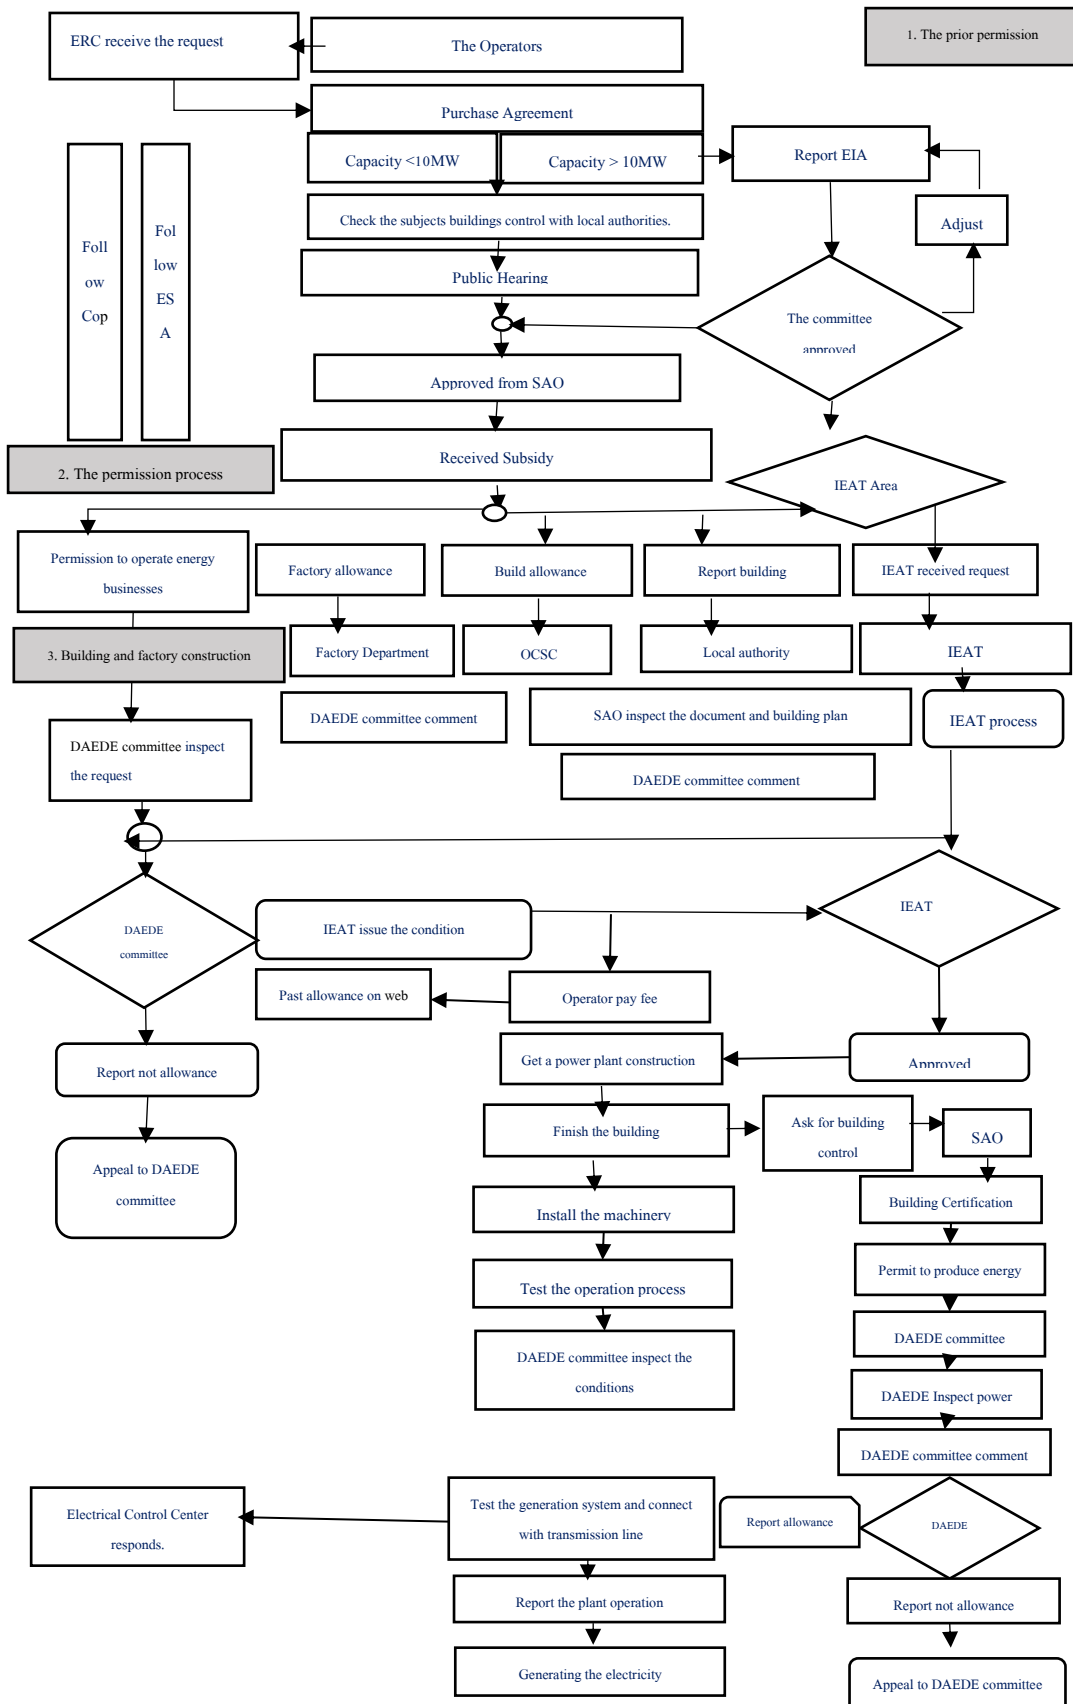 ERC receive the request
The Operators
1. The prior permission
Purchase Agreement
Capacity <10MW
Capacity > 10MW
Report EIA
Check the subjects buildings control with local authorities.
Adjust
Foll
ow
Cop
Fol
low
ES
A
Public Hearing
The committee
approved
Approved from SAO
Received Subsidy
2. The permission process
IEAT Area
Permission to operate energy
businesses
Factory allowance
Build allowance
Report building
IEAT received request
3. Building and factory construction
Factory Department
OCSC
Local authority
IEAT
DAEDE committee comment
SAO inspect the document and building plan
IEAT process
DAEDE committee inspect
the request
DAEDE committee comment
DAEDE
committee
IEAT issue the condition
IEAT
Past allowance on web
Operator pay fee
Report not allowance
Get a power plant construction
Approved
Finish the building
Ask for building
control
SAO
Appeal to DAEDE
committee
Building Certification
Install the machinery
Permit to produce energy
Test the operation process
DAEDE committee
DAEDE committee inspect the
conditions
DAEDE Inspect power
DAEDE committee comment
Electrical Control Center
responds.
Test the generation system and connect
with transmission line
Report allowance
DAEDE
Report the plant operation
Report not allowance
Generating the electricity
Appeal to DAEDE committee